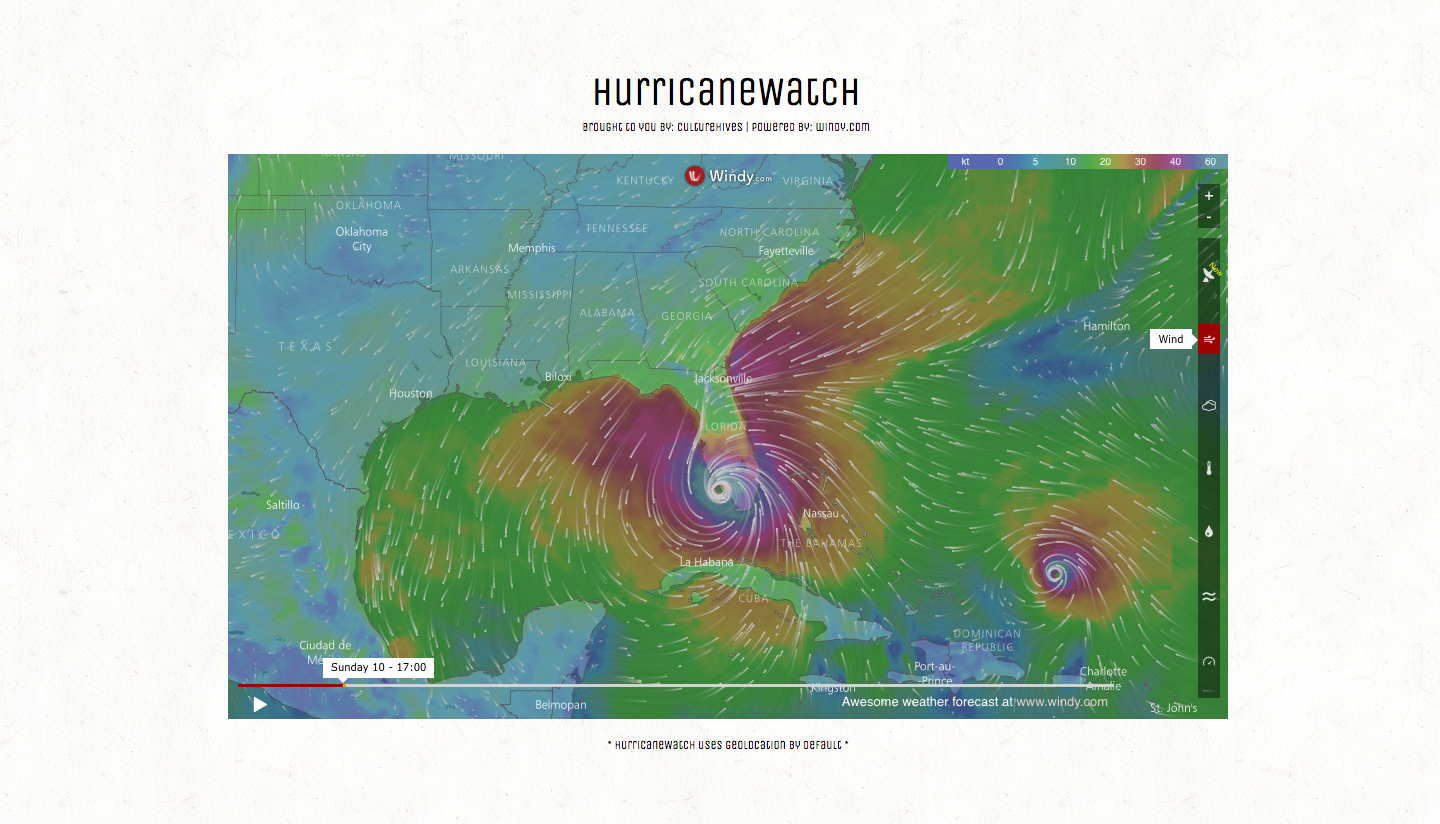 HurricaneWatch
Brought to you by: CultureHives | Powered by: Windy.com
KANSAS
MISSOURI
kt 0 5 10 20 30 40 60
KENTUCKY
Windy.com
VIRGINIA
+
-
OKLAHOMA
Oklahoma
City
TENNESSEE
NORTH CAROLINA
Memphis
Fayetteville
ARKANSAS
New
SOUTH CAROLINA
MISSISSIPPI
ALABAMA
GEORGIA
Hamilton
Wind
TEXAS
LOUISIANA
Biloxi
Jacksonville
Houston
FLORIDA
Saltillo
Nassau
EXICO
THE BAHAMAS
La Habana
CUBA
DOMINICAN
REPUBLIC
Ciudad de
Mé
Sunday 10 - 17:00
Port-au-
-Prince
Charlotte
Amalie
Kingston
Belmopan
Awesome weather forecast at www.windy.com
St. John's
* HurricaneWatch uses geolocation by default *